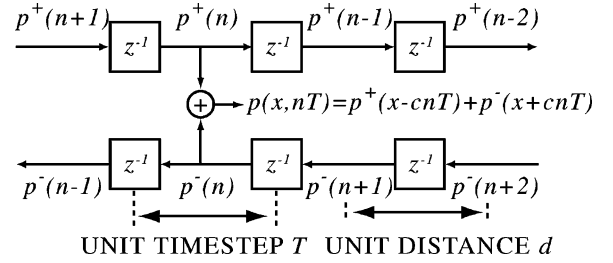 p⁺(n+1) p⁺(n) p⁺(n-1) p⁺(n-2)
z⁻¹ z⁻¹ z⁻¹
+ p(x,nT)=p⁺(x-cnT)+p⁻(x+cnT)
z⁻¹ z⁻¹ z⁻¹
p⁻(n-1) p⁻(n) p⁻(n+1) p⁻(n+2)
UNIT TIMESTEP T UNIT DISTANCE d